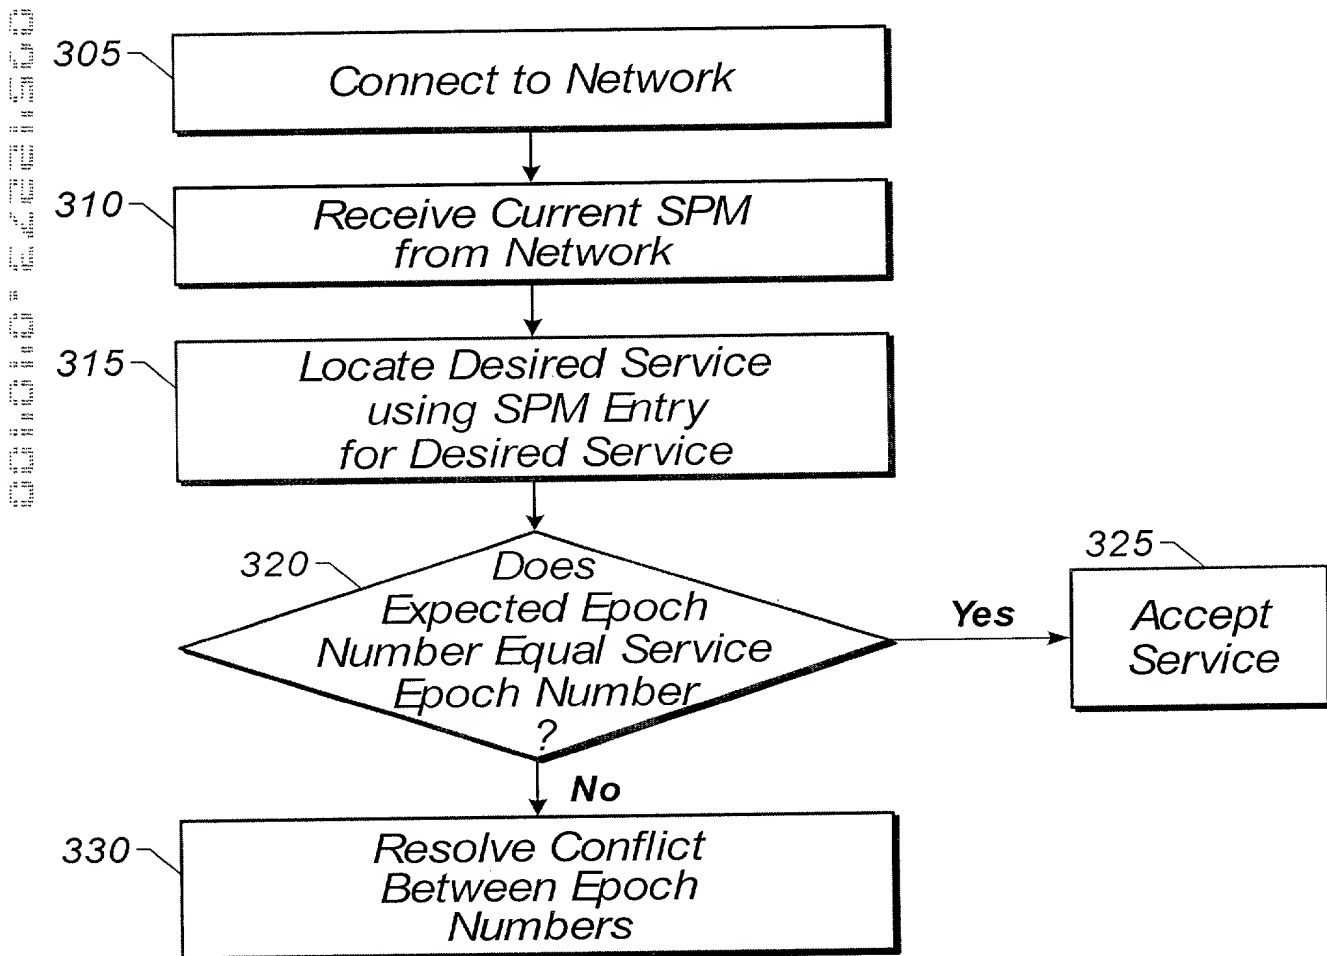 305
Connect to Network
310
Receive Current SPM
from Network
315
Locate Desired Service
using SPM Entry
for Desired Service
320
Does
Expected Epoch
Number Equal Service
Epoch Number
?
Yes
325
Accept
Service
No
330
Resolve Conflict
Between Epoch
Numbers